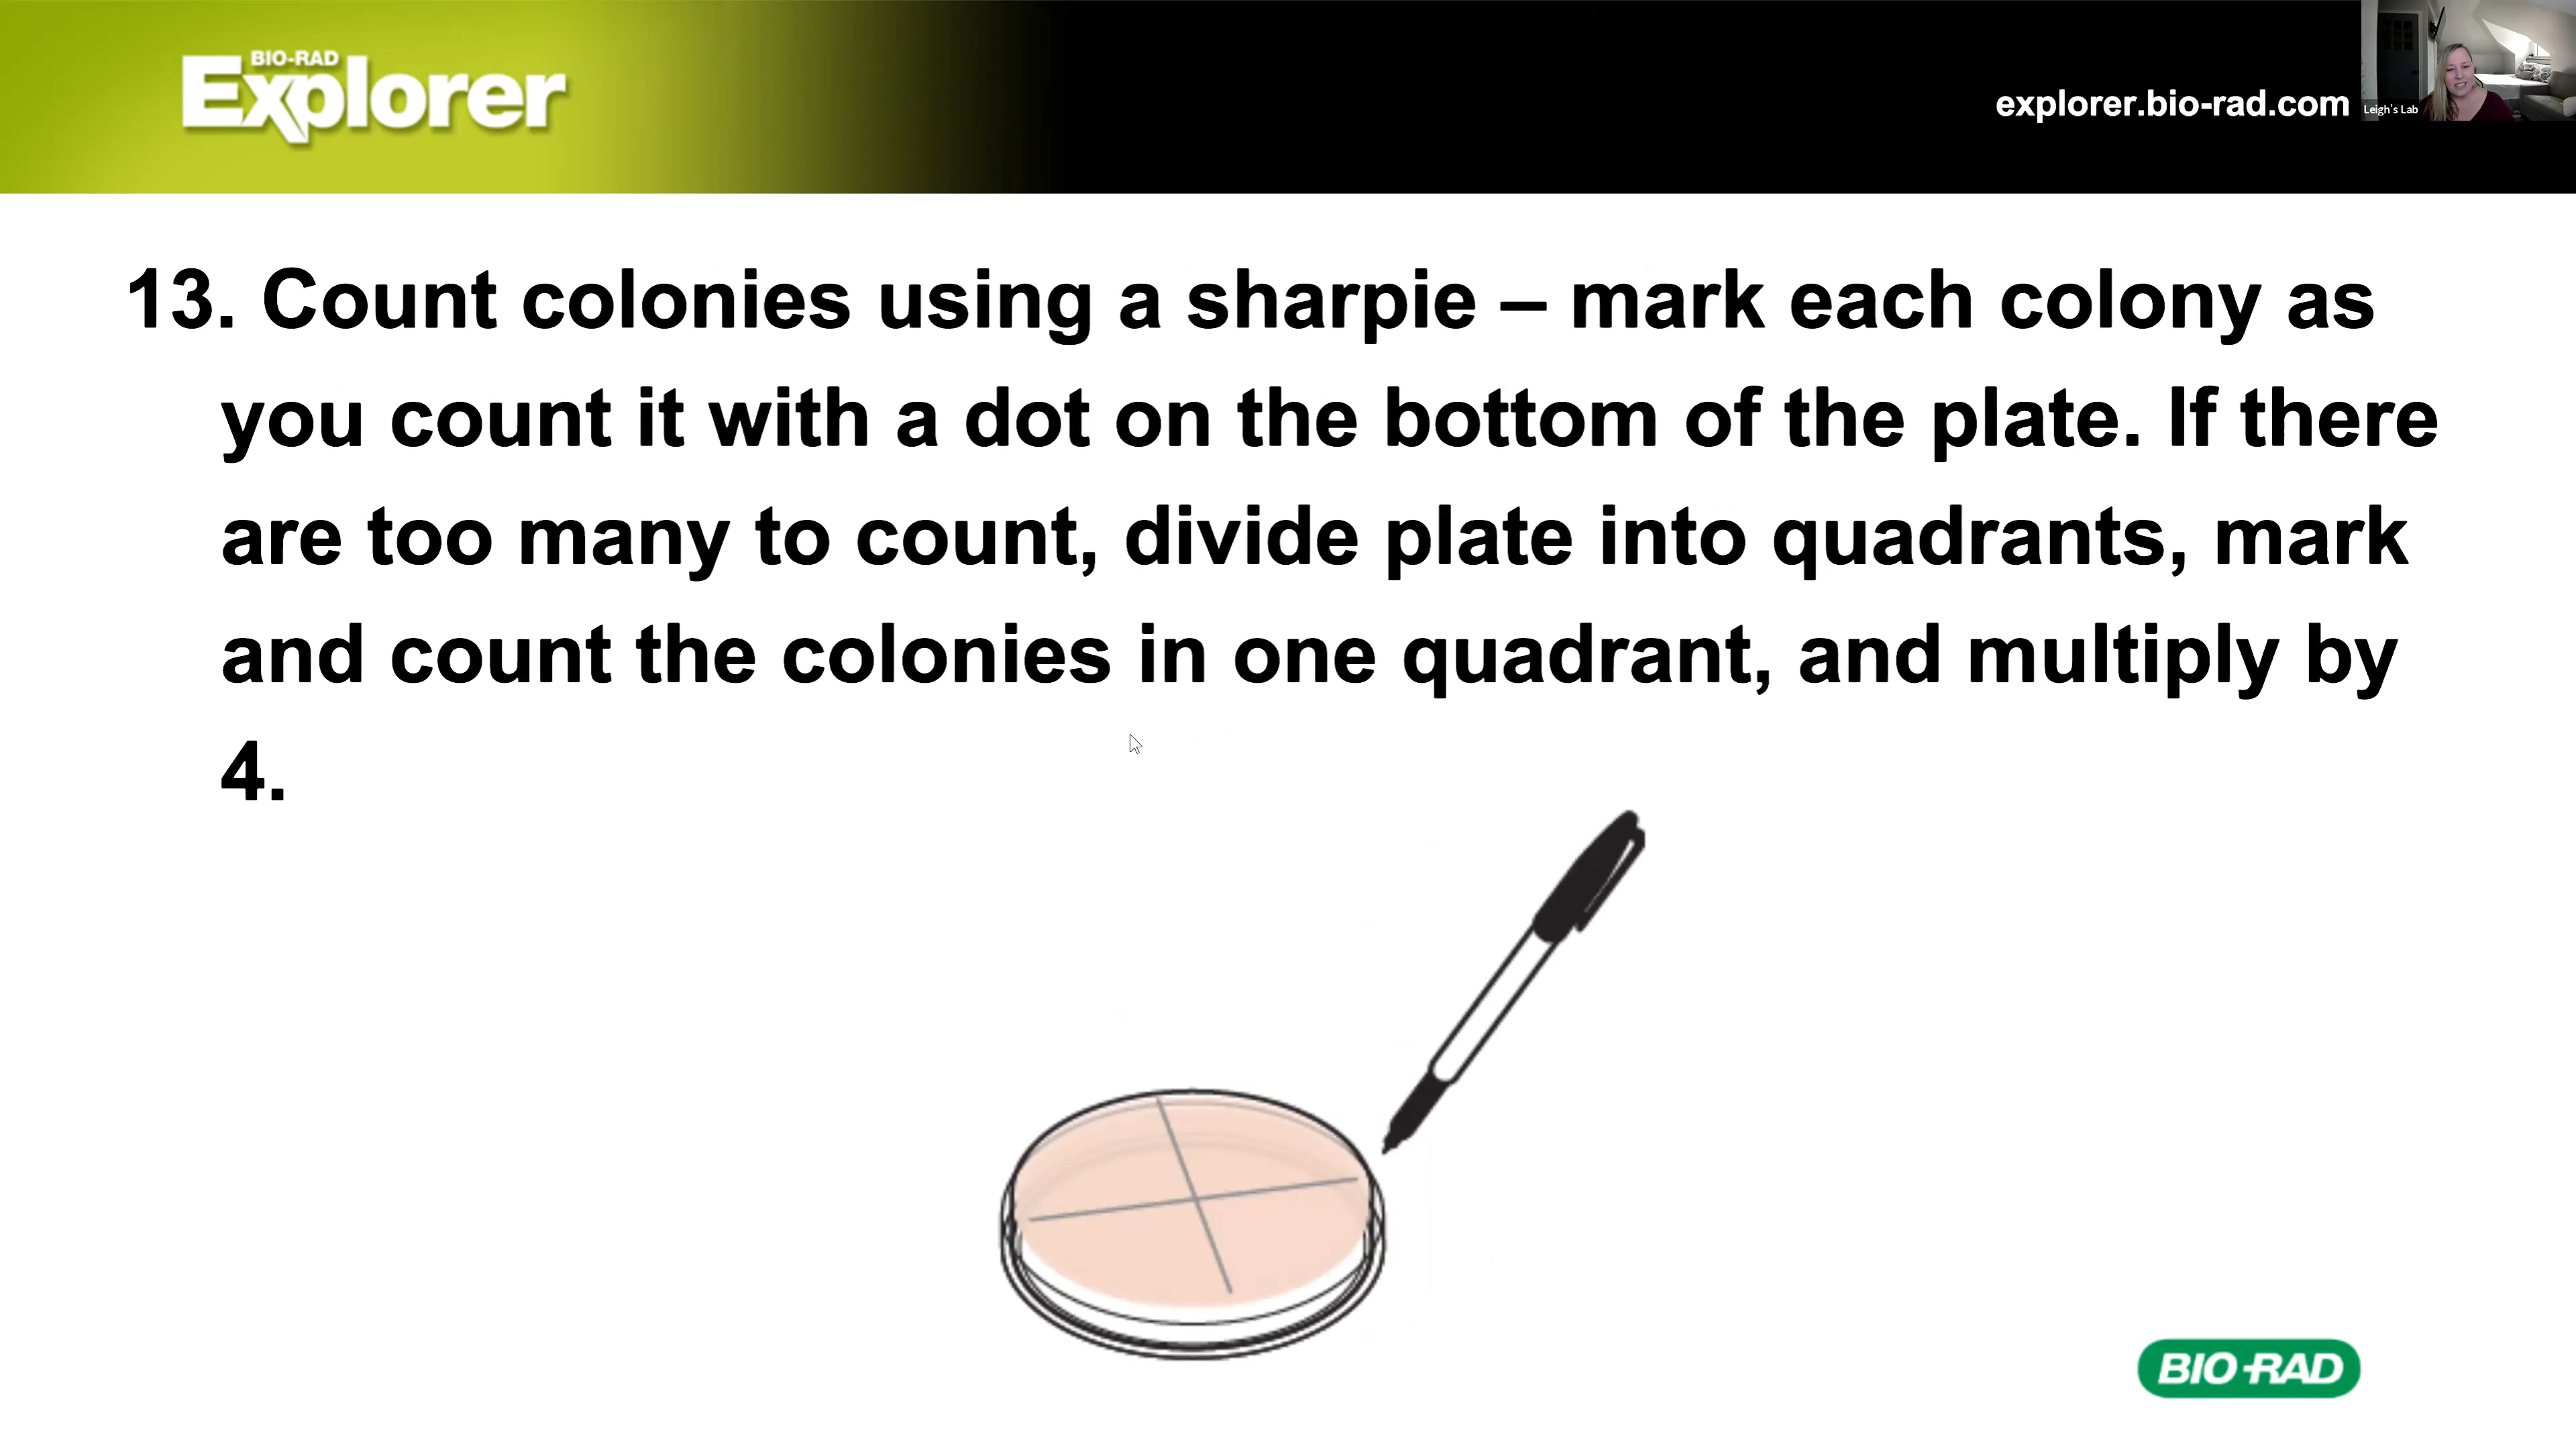 BIO-RAD
Explorer
explorer.bio-rad.com
Leigh's Lab
13. Count colonies using a sharpie – mark each colony as
you count it with a dot on the bottom of the plate. If there
are too many to count, divide plate into quadrants, mark
and count the colonies in one quadrant, and multiply by
4.
BIO-RAD